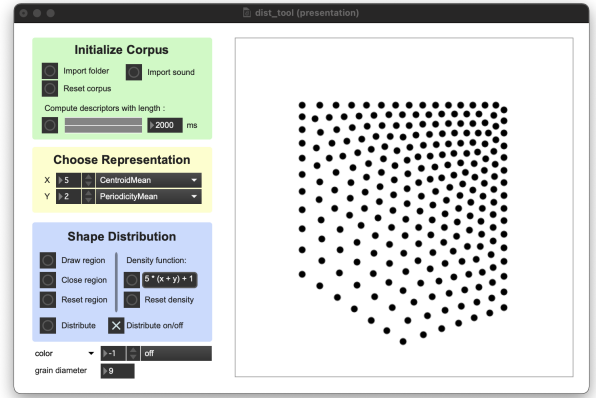 dist_tool (presentation)
Initialize Corpus
Import folder
Import sound
Reset corpus
Compute descriptors with length :
2000 ms
Choose Representation
X 5 CentroidMean
Y 2 PeriodicityMean
Shape Distribution
Draw region
Density function:
Close region
5 * (x + y) + 1
Reset region
Reset density
Distribute
Distribute on/off
color -1 off
grain diameter 9